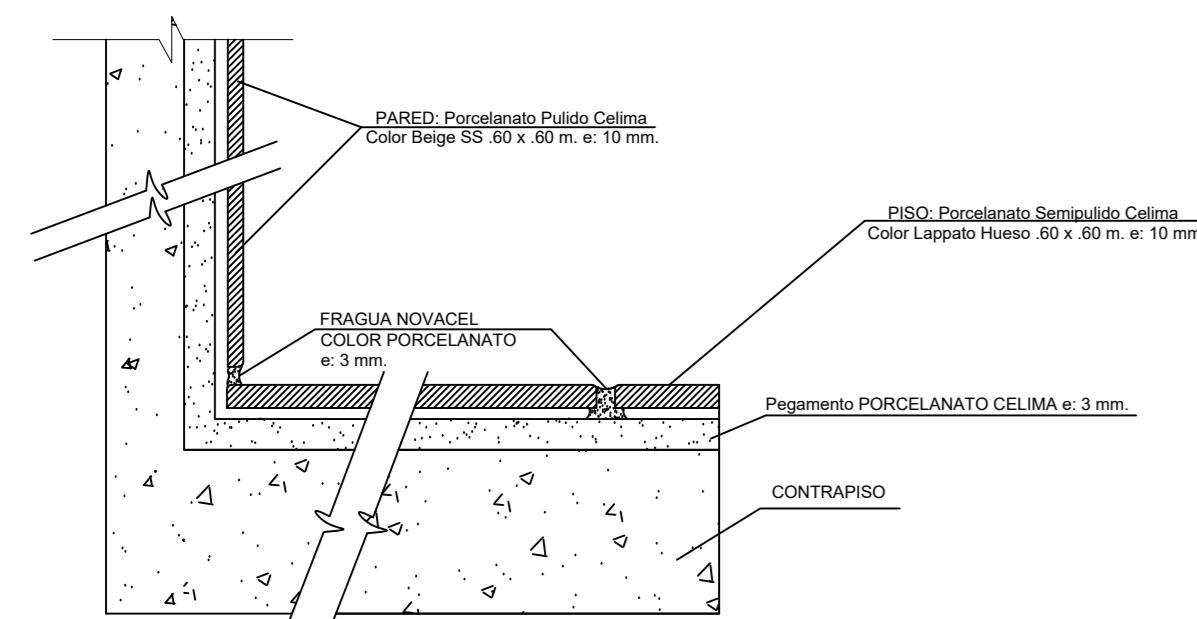 PARED: Porcelanato Pulido Celima
Color Beige SS .60 x .60 m. e: 10 mm.
PISO: Porcelanato Semipulido Celima
Color Lappato Hueso .60 x .60 m. e: 10 mm
FRAGUA NOVACEL
COLOR PORCELANATO
e: 3 mm.
Pegamento PORCELANATO CELIMA e: 3 mm.
CONTRAPISO